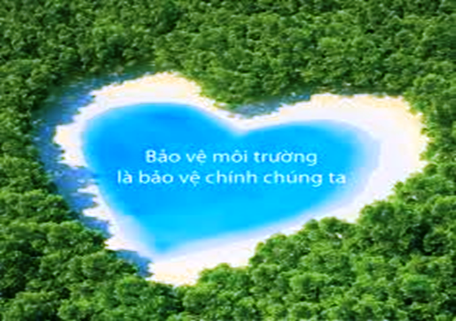 Bảo vệ môi trường
là bảo vệ chính chúng ta